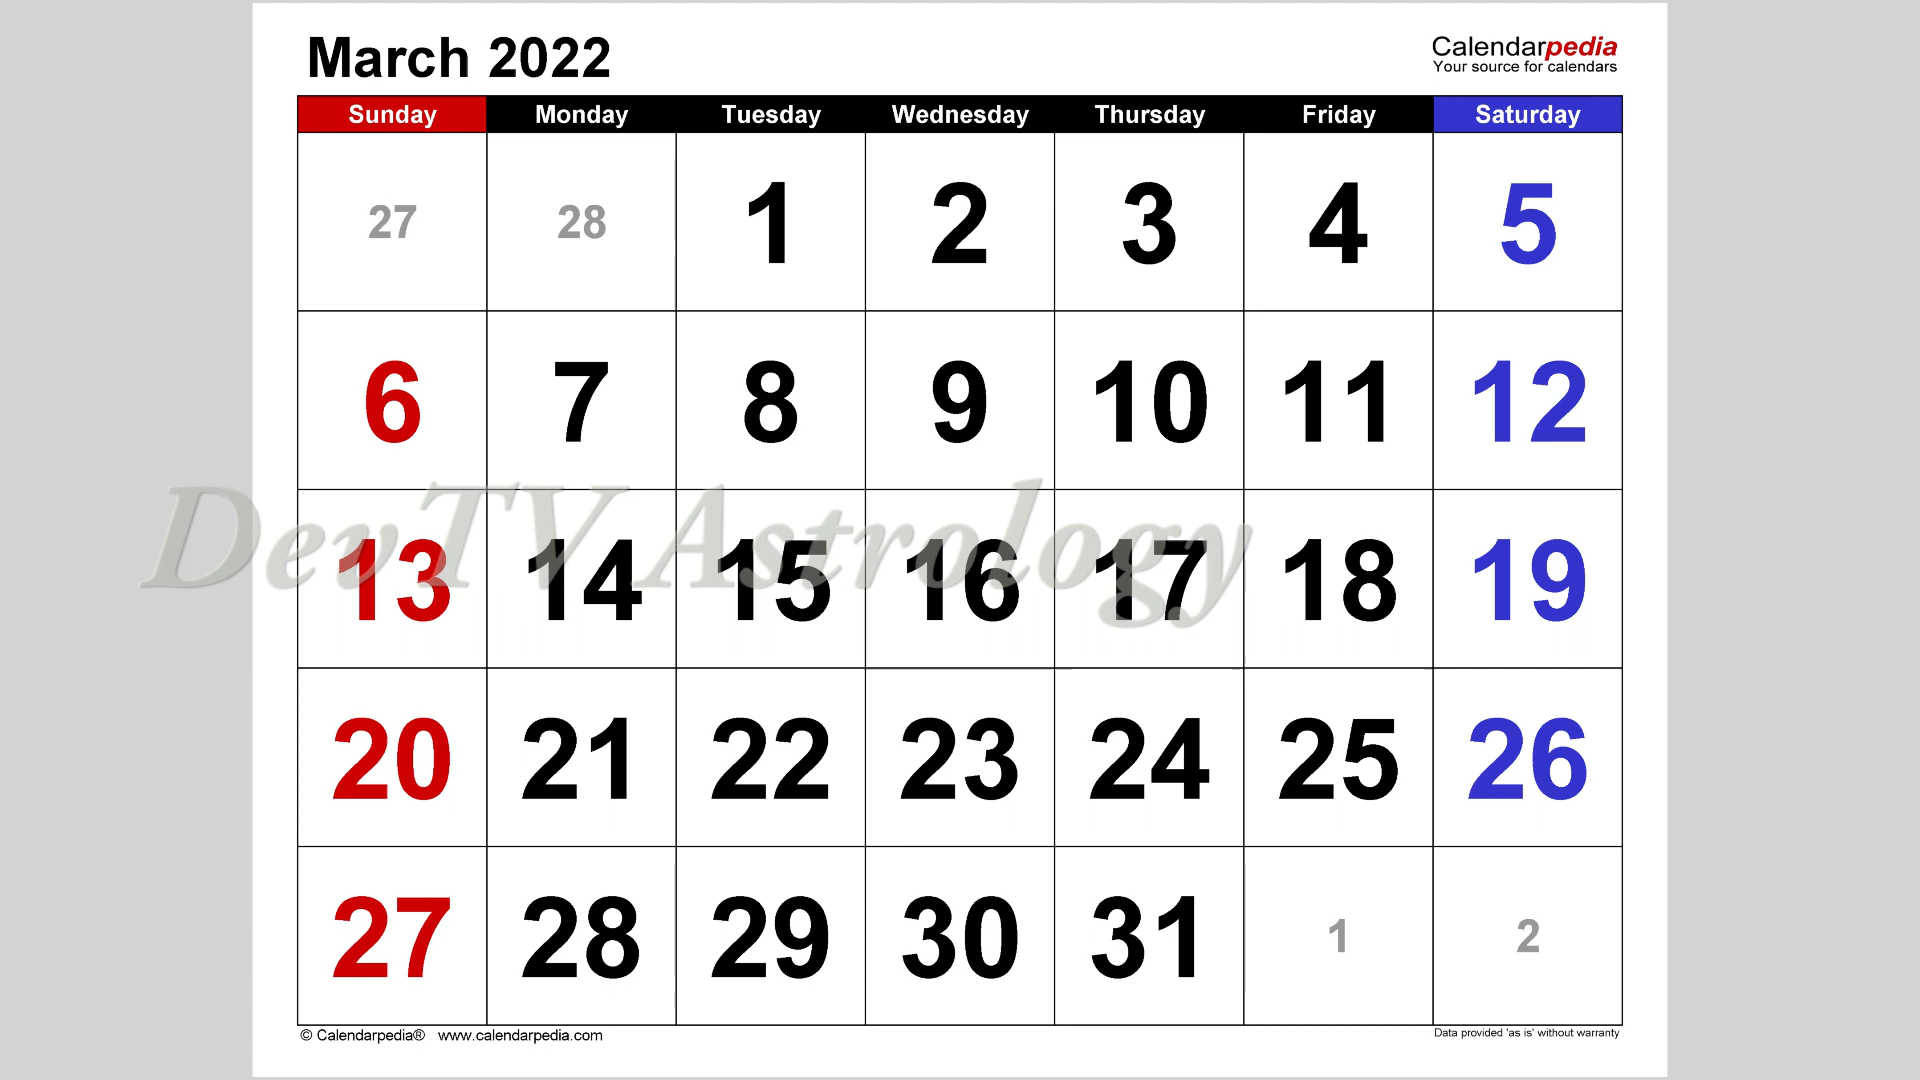 March 2022
Calendarpedia
Your source for calendars
Sunday Monday Tuesday Wednesday Thursday Friday Saturday
27 28 1 2 3 4 5
6 7 8 9 10 11 12
DevTV Astrology
13 14 15 16 17 18 19
20 21 22 23 24 25 26
27 28 29 30 31 1 2
© Calendarpedia® www.calendarpedia.com
Data provided 'as is' without warranty